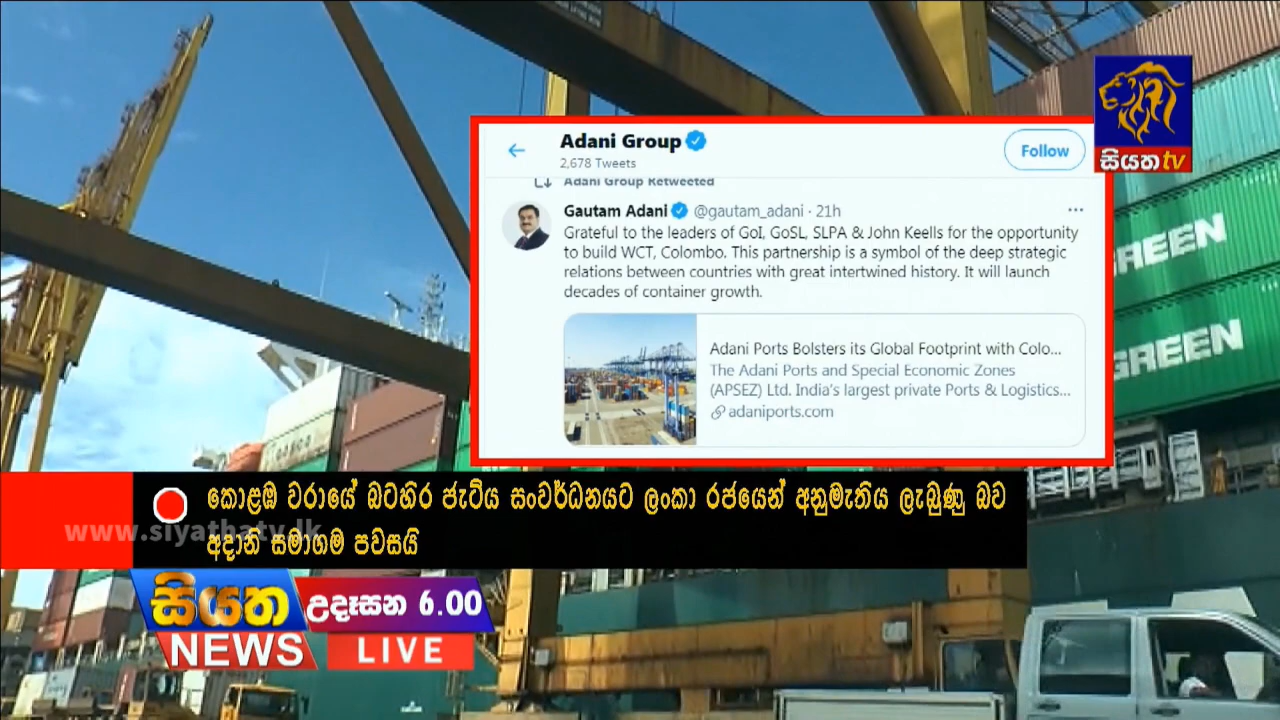 Adani Group
2,678 Tweets
Follow
Adani Group Retweeted
Gautam Adani @gautam_adani · 21h
Grateful to the leaders of GoI, GoSL, SLPA & John Keells for the opportunity
to build WCT, Colombo. This partnership is a symbol of the deep strategic
relations between countries with great intertwined history. It will launch
decades of container growth.
Adani Ports Bolsters its Global Footprint with Colo...
The Adani Ports and Special Economic Zones
(APSEZ) Ltd. India's largest private Ports & Logistics...
adaniports.com
සියත tv
GREEN
GREEN
කොළඹ වරායේ බටහිර ජැටිය සංවර්ධනයට ලංකා රජයෙන් අනුමැතිය ලැබුණු බව
අදානි සමාගම පවසයි
www.siyathatv.lk
සියත උදෑසන 6.00
NEWS LIVE